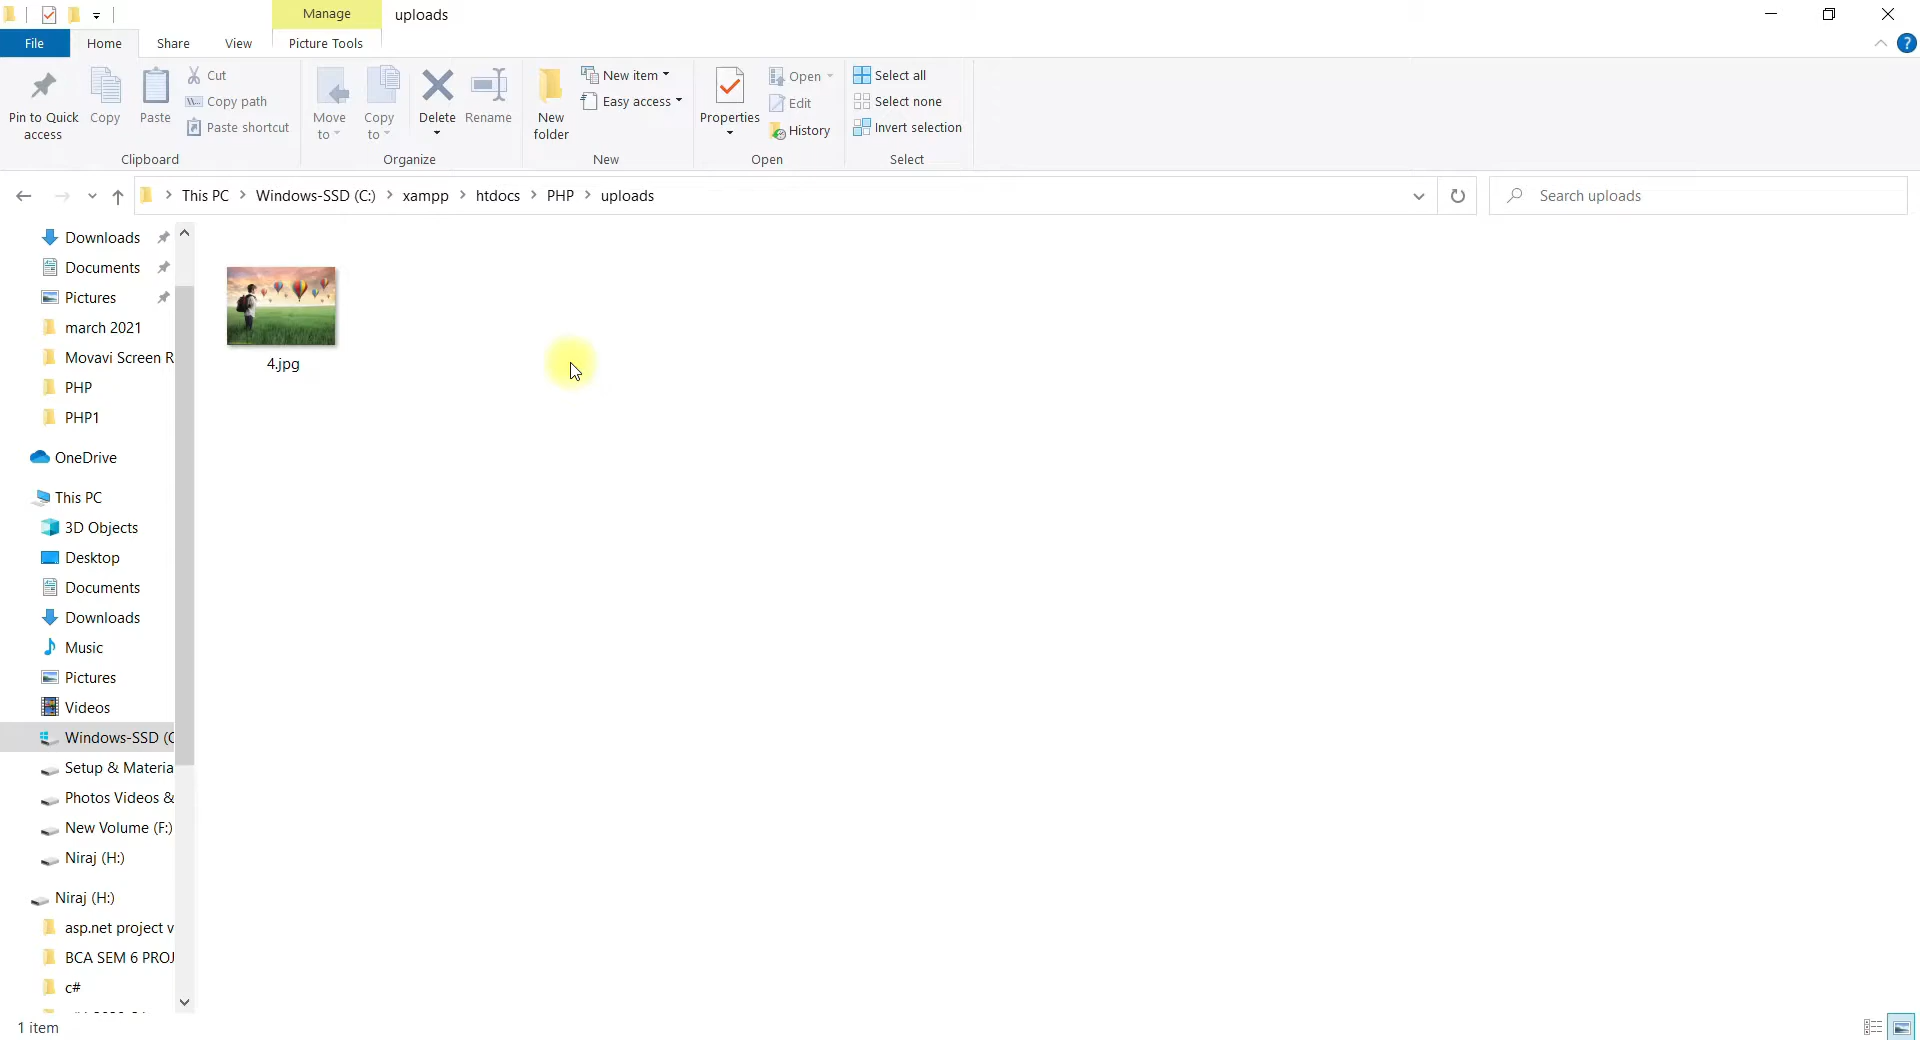 Manage
uploads
File
Home
Share
View
Picture Tools
Pin to Quick
access
Copy
Paste
Cut
Copy path
Paste shortcut
Clipboard
Move
to
Copy
to
Delete
Rename
Organize
New
folder
New item
Easy access
New
Properties
Open
Edit
History
Open
Select all
Select none
Invert selection
Select
This PC
Windows-SSD (C:)
xampp
htdocs
PHP
uploads
Search uploads
Downloads
Documents
Pictures
march 2021
Movavi Screen R
PHP
PHP1
OneDrive
This PC
3D Objects
Desktop
Documents
Downloads
Music
Pictures
Videos
Windows-SSD (C
Setup & Materia
Photos Videos &
New Volume (F:)
Niraj (H:)
Niraj (H:)
asp.net project v
BCA SEM 6 PROJ
c#
4.jpg
1 item